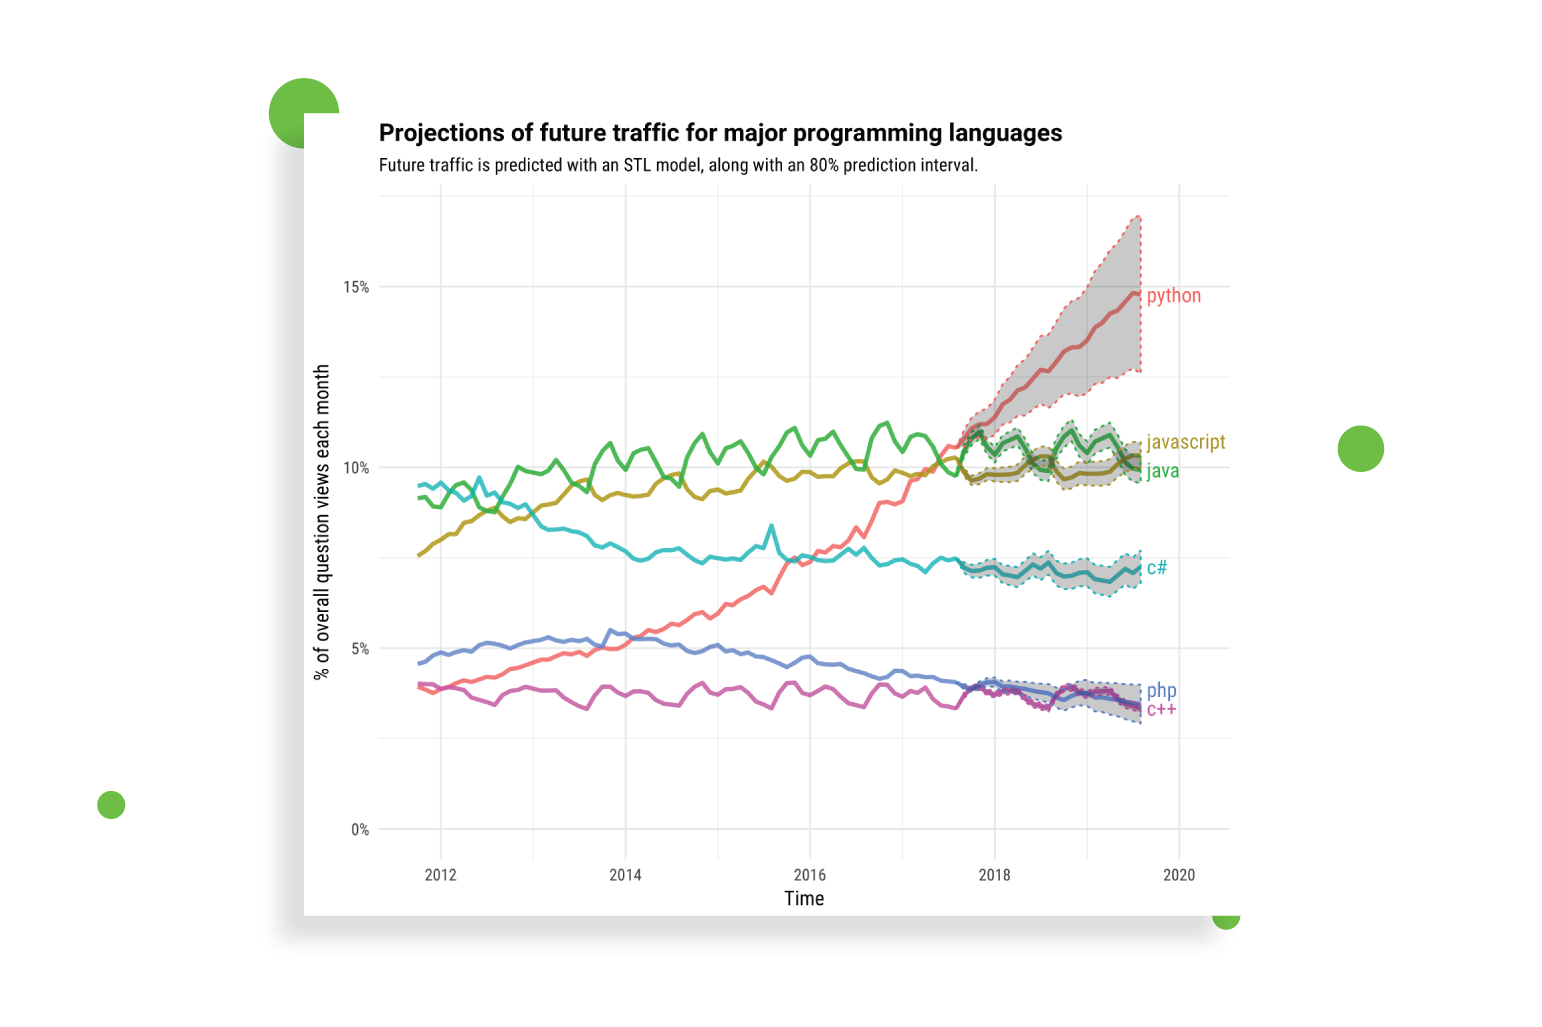 Projections of future traffic for major programming languages
Future traffic is predicted with an STL model, along with an 80% prediction interval.
% of overall question views each month
15%
10%
5%
0%
python
javascript
java
c#
php
c++
2012
2014
2016
2018
2020
Time